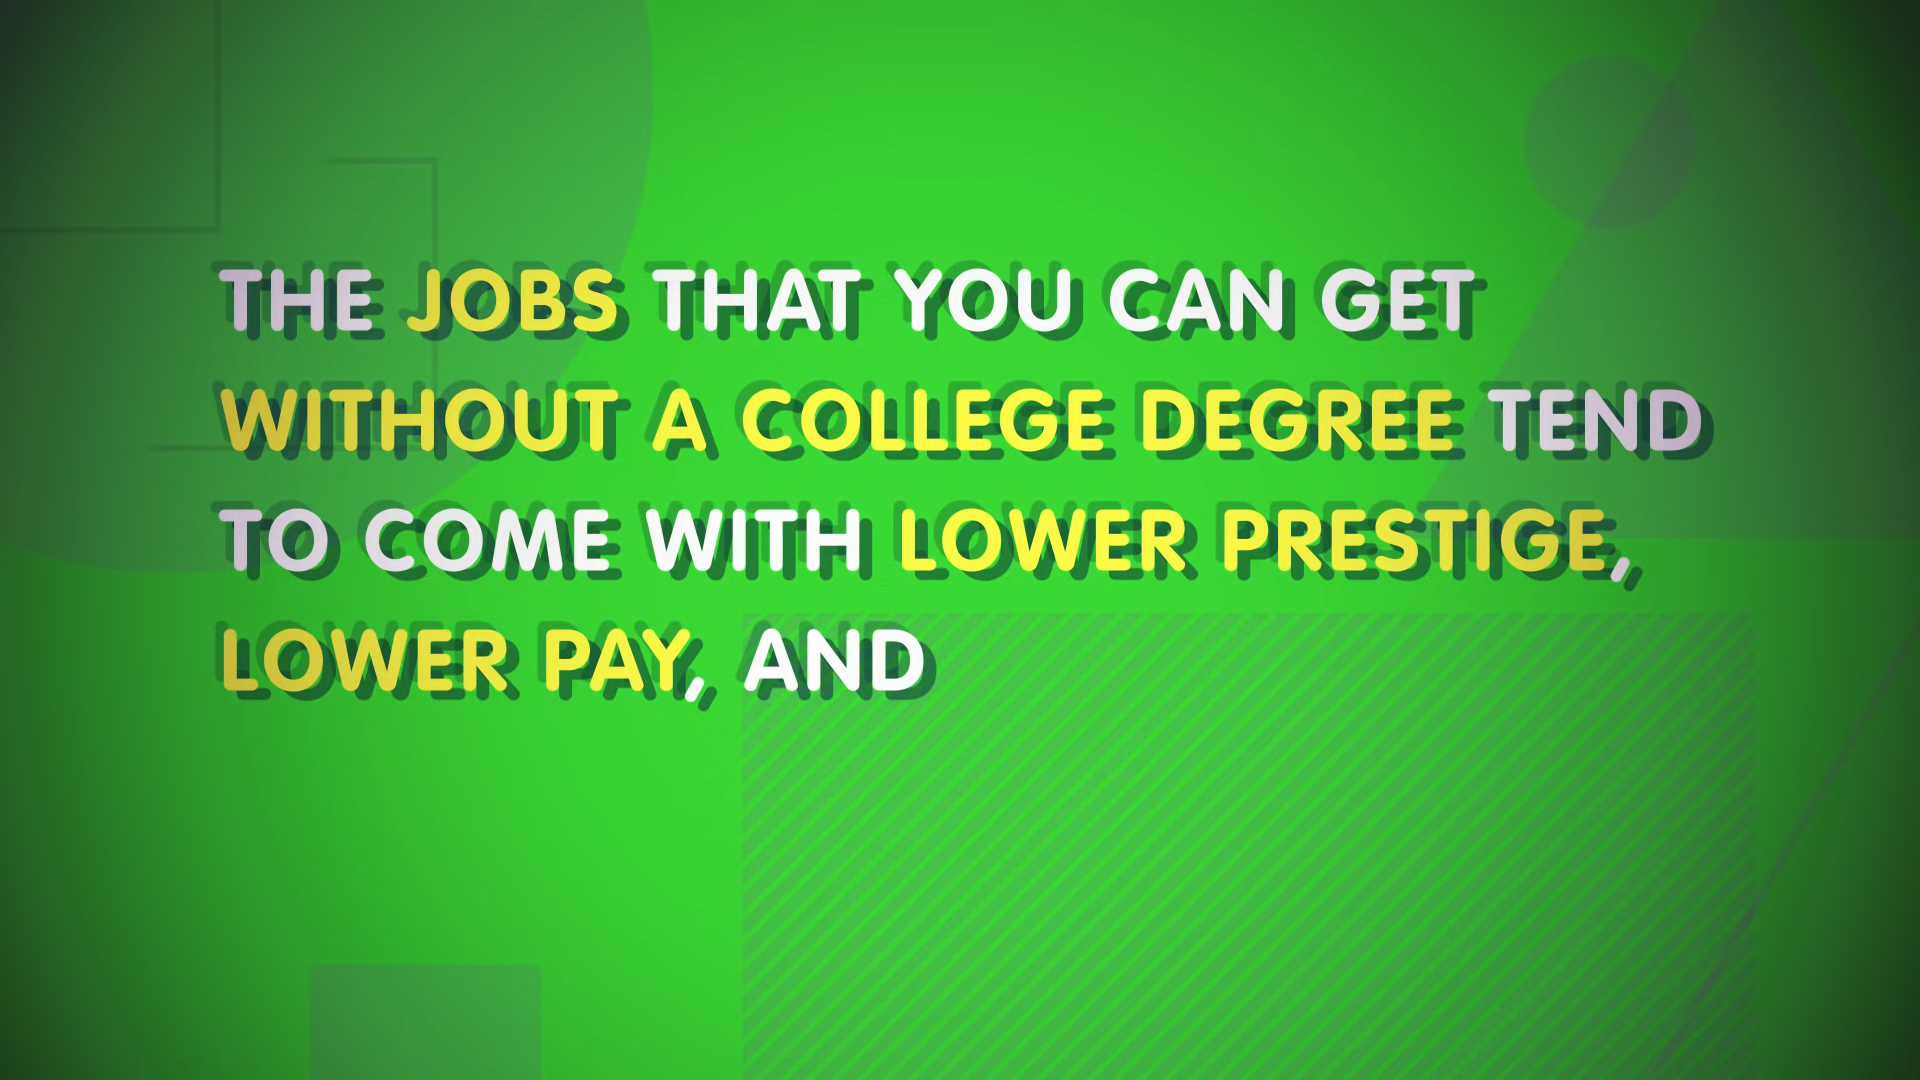 THE JOBS THAT YOU CAN GET
WITHOUT A COLLEGE DEGREE TEND
TO COME WITH LOWER PRESTIGE,
LOWER PAY, AND